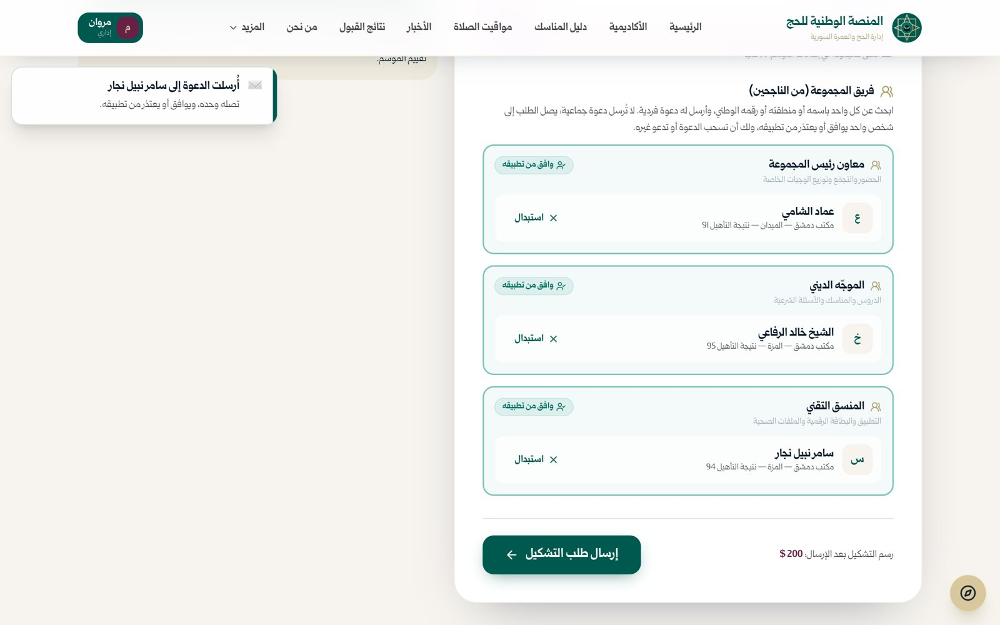 المنصة الوطنية للحج
إدارة الحج والعمرة السورية
الرئيسية
الأكاديمية
دليل المناسك
مواقيت الصلاة
الأخبار
نتائج القبول
من نحن
المزيد
م
مروان
إداري
تقييم الموسم.
أُرسلت الدعوة إلى سامر نبيل نجار
تصله وحده، ويوافق أو يعتذر من تطبيقه.
فريق المجموعة (من الناجحين)
ابحث عن كل واحد باسمه أو منطقته أو رقمه الوطني، وأرسل له دعوة فردية. لا تُرسل دعوة جماعية: يصل الطلب إلى
شخص واحد يوافق أو يعتذر من تطبيقه، ولك أن تسحب الدعوة أو تدعو غيره.
معاون رئيس المجموعة
وافق من تطبيقه
الحضور والتجمّع وتوزيع الوجبات الخاصة
ع
عماد الشامي
مكتب دمشق — الميدان — نتيجة التأهيل 91
استبدال
الموجّه الديني
وافق من تطبيقه
الدروس والمناسك والأسئلة الشرعية
خ
الشيخ خالد الرفاعي
مكتب دمشق — المزة — نتيجة التأهيل 95
استبدال
المنسق التقني
وافق من تطبيقه
التطبيق والبطاقة الرقمية والملفات الصحية
س
سامر نبيل نجار
مكتب دمشق — المزة — نتيجة التأهيل 94
استبدال
رسم التشكيل بعد الإرسال: 200 $
إرسال طلب التشكيل